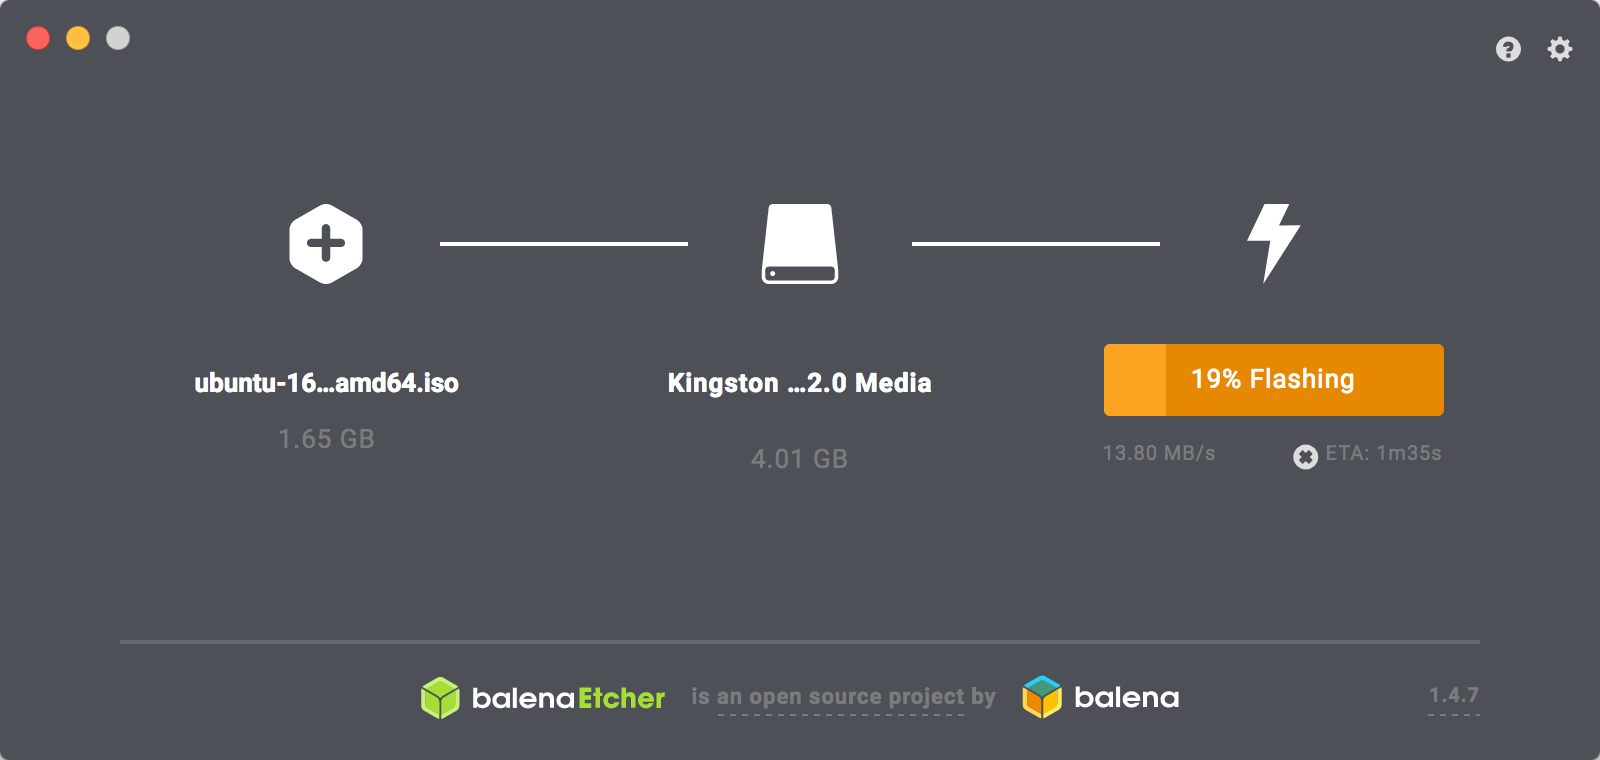 ubuntu-16...amd64.iso
1.65 GB
Kingston ...2.0 Media
4.01 GB
19% Flashing
13.80 MB/s
ETA: 1m35s
balenaEtcher is an open source project by balena
1.4.7